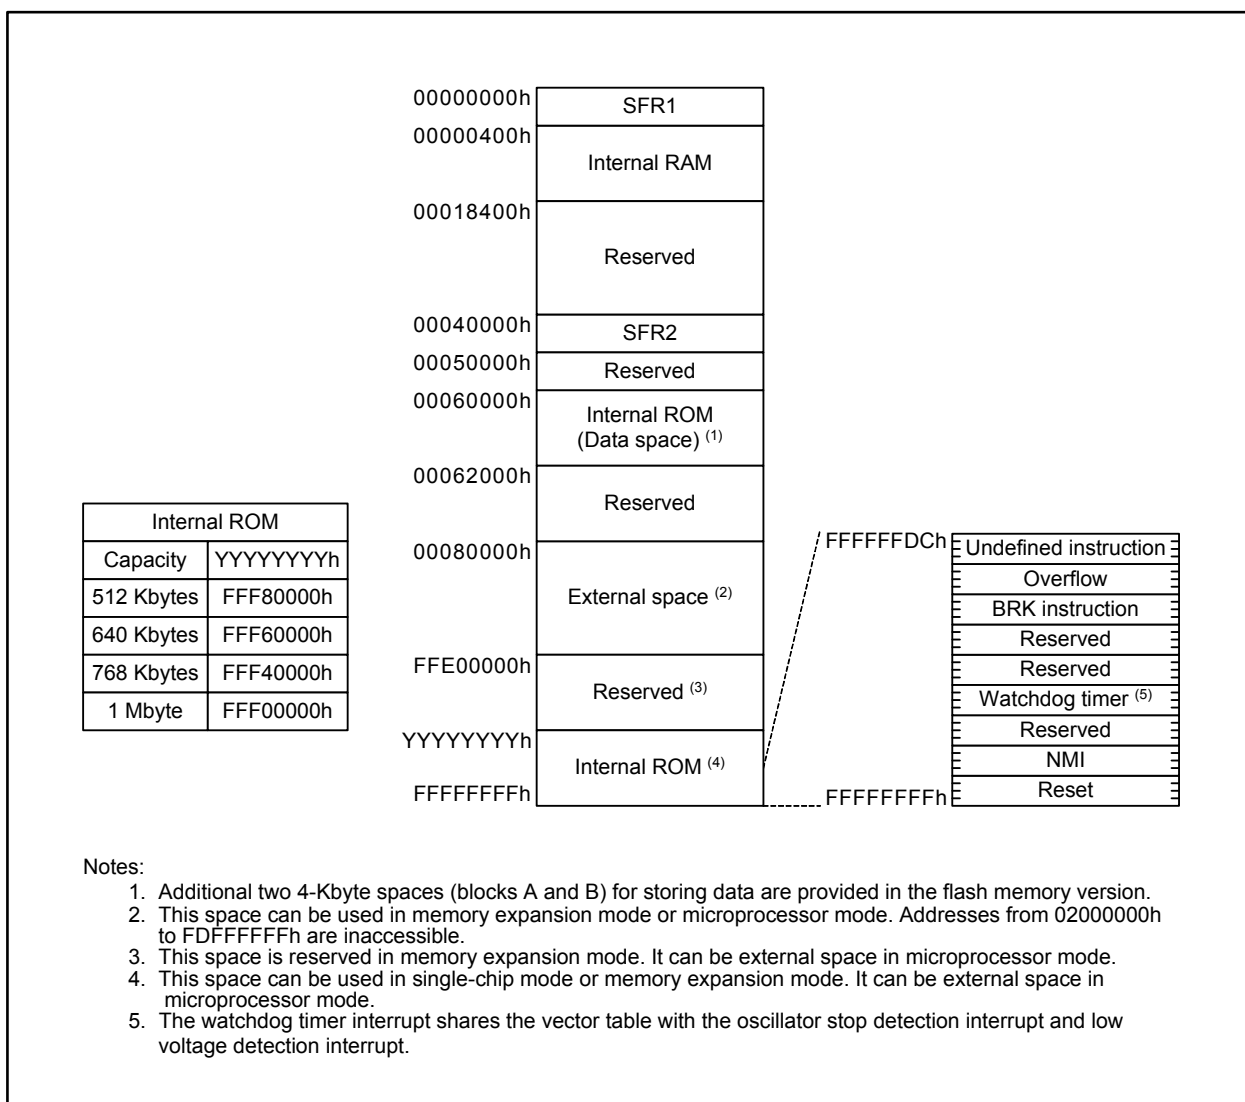 00000000h
SFR1
00000400h
Internal RAM
00018400h
Reserved
00040000h
SFR2
00050000h
Reserved
00060000h
Internal ROM
(Data space) (1)
00062000h
Reserved
00080000h
External space (2)
FFE00000h
Reserved (3)
YYYYYYYYh
Internal ROM (4)
FFFFFFFFh
Internal ROM
Capacity YYYYYYYYh
512 Kbytes FFF80000h
640 Kbytes FFF60000h
768 Kbytes FFF40000h
1 Mbyte FFF00000h
FFFFFFDCh
Undefined instruction
Overflow
BRK instruction
Reserved
Reserved
Watchdog timer (5)
Reserved
NMI
Reset
FFFFFFFFh
Notes:
1. Additional two 4-Kbyte spaces (blocks A and B) for storing data are provided in the flash memory version.
2. This space can be used in memory expansion mode or microprocessor mode. Addresses from 02000000h
to FDFFFFFFh are inaccessible.
3. This space is reserved in memory expansion mode. It can be external space in microprocessor mode.
4. This space can be used in single-chip mode or memory expansion mode. It can be external space in
microprocessor mode.
5. The watchdog timer interrupt shares the vector table with the oscillator stop detection interrupt and low
voltage detection interrupt.